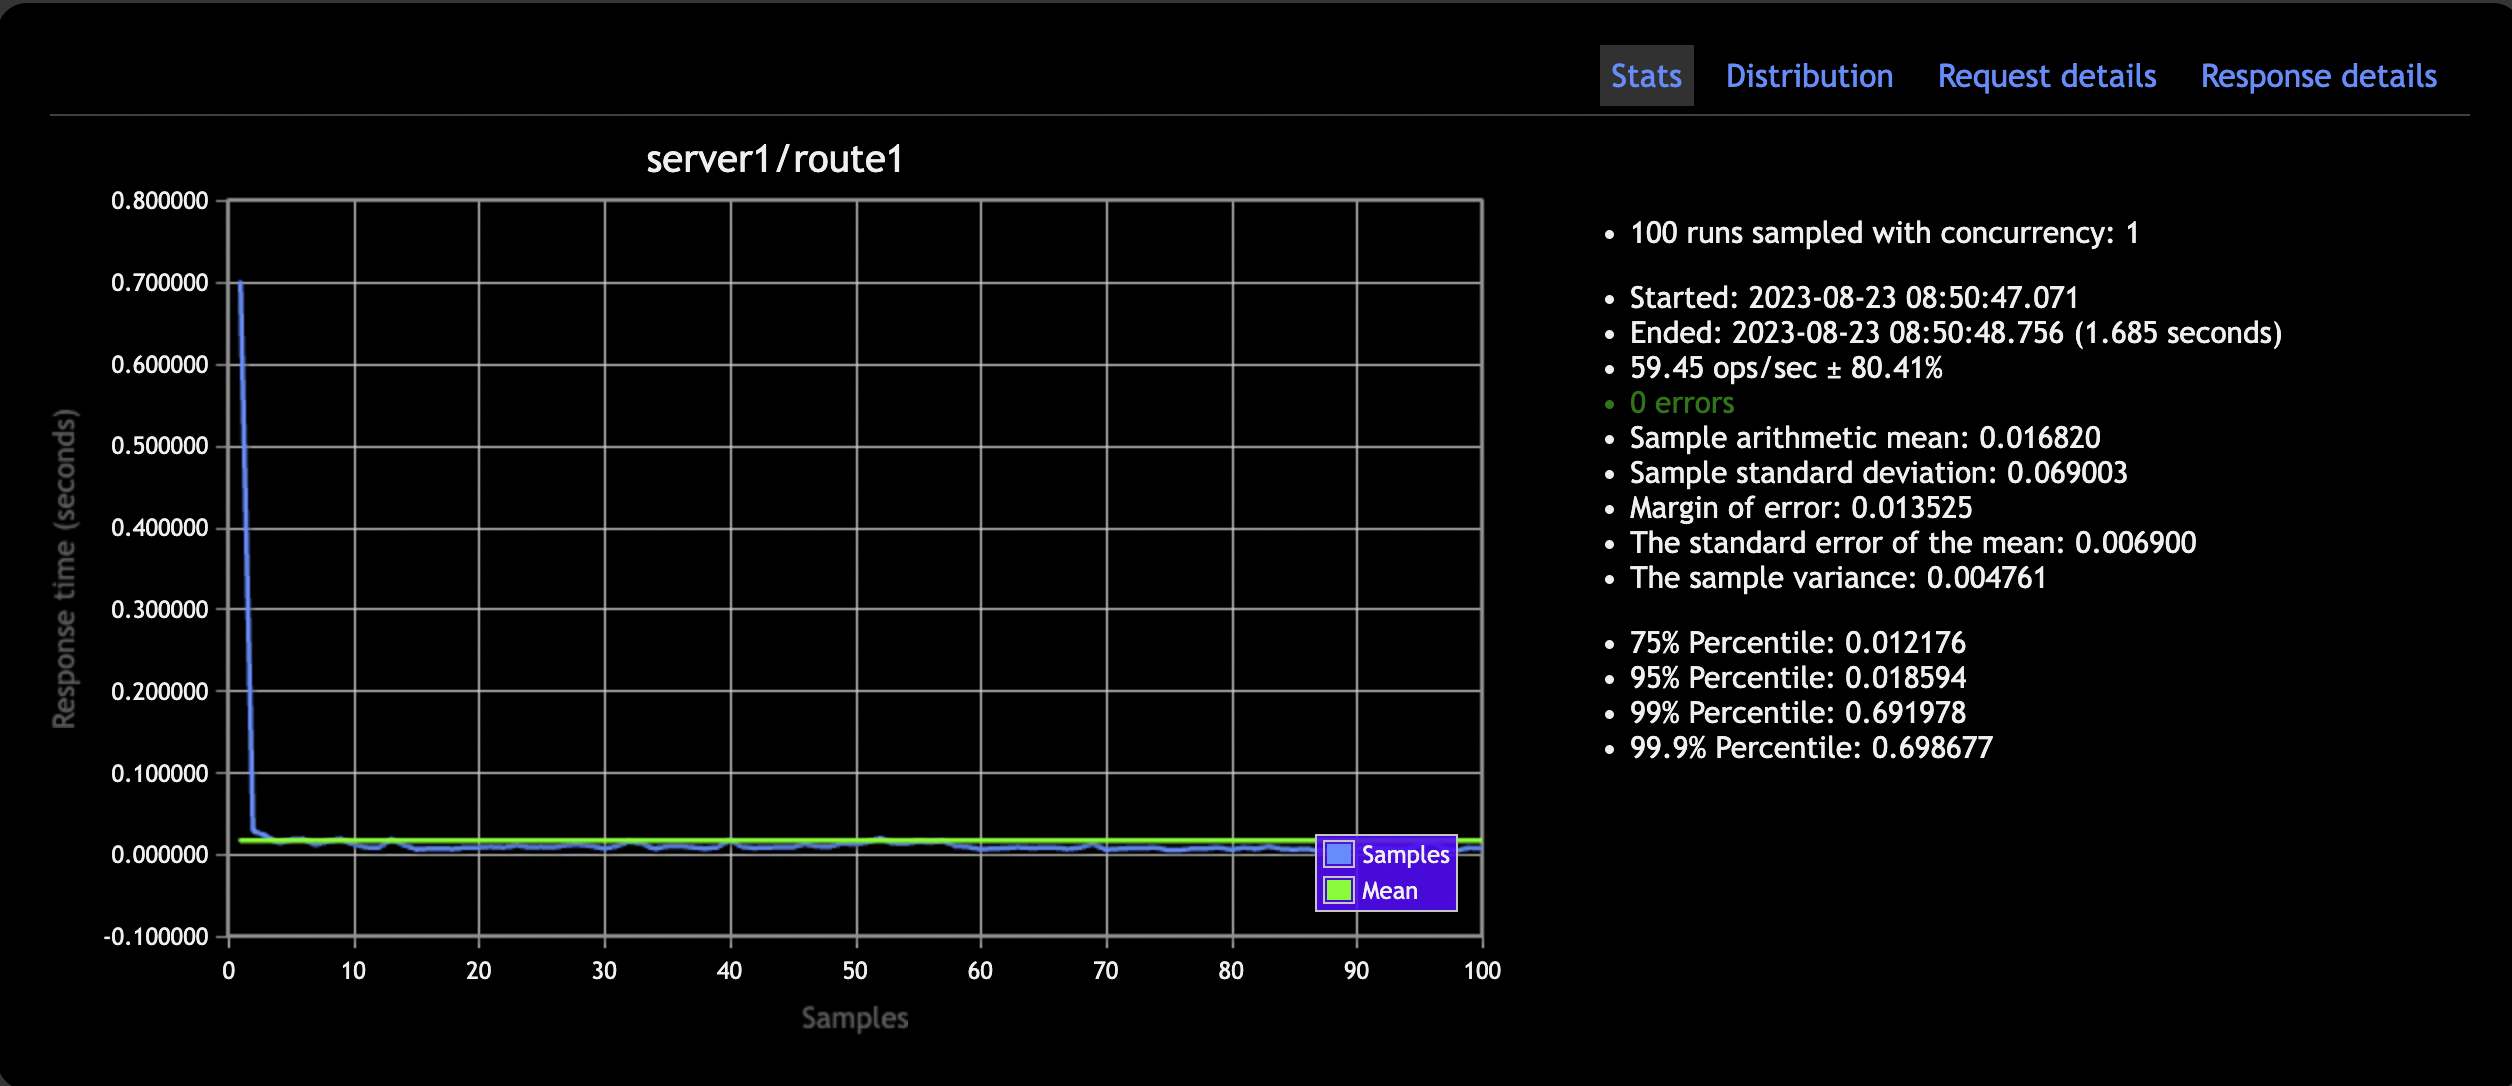 Stats Distribution Request details Response details
server1/route1
0.800000
0.700000
0.600000
0.500000
0.400000
0.300000
0.200000
0.100000
0.000000
-0.100000
Response time (seconds)
0 10 20 30 40 50 60 70 80 90 100
Samples
Samples
Mean
• 100 runs sampled with concurrency: 1
• Started: 2023-08-23 08:50:47.071
• Ended: 2023-08-23 08:50:48.756 (1.685 seconds)
• 59.45 ops/sec ± 80.41%
• 0 errors
• Sample arithmetic mean: 0.016820
• Sample standard deviation: 0.069003
• Margin of error: 0.013525
• The standard error of the mean: 0.006900
• The sample variance: 0.004761
• 75% Percentile: 0.012176
• 95% Percentile: 0.018594
• 99% Percentile: 0.691978
• 99.9% Percentile: 0.698677